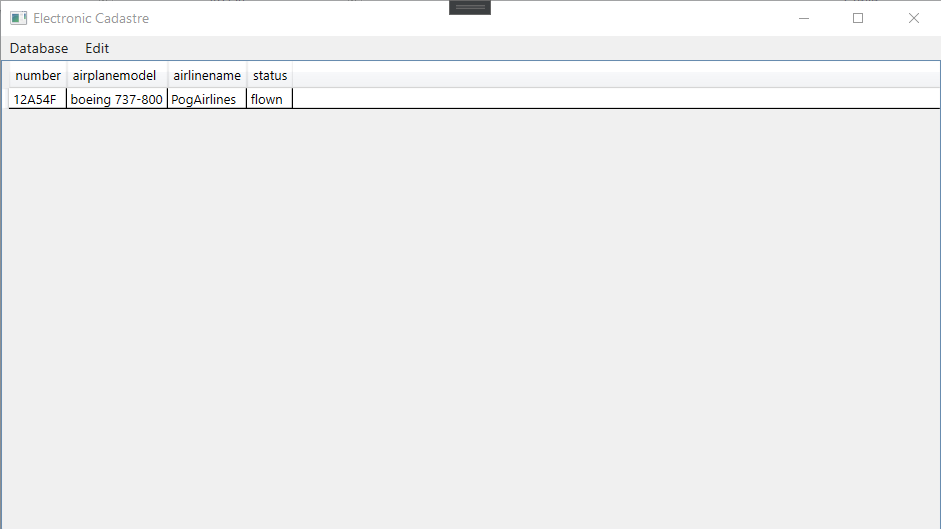 Electronic Cadastre
Database Edit
number airplanemodel airlinename status
12A54F boeing 737-800 PogAirlines flown